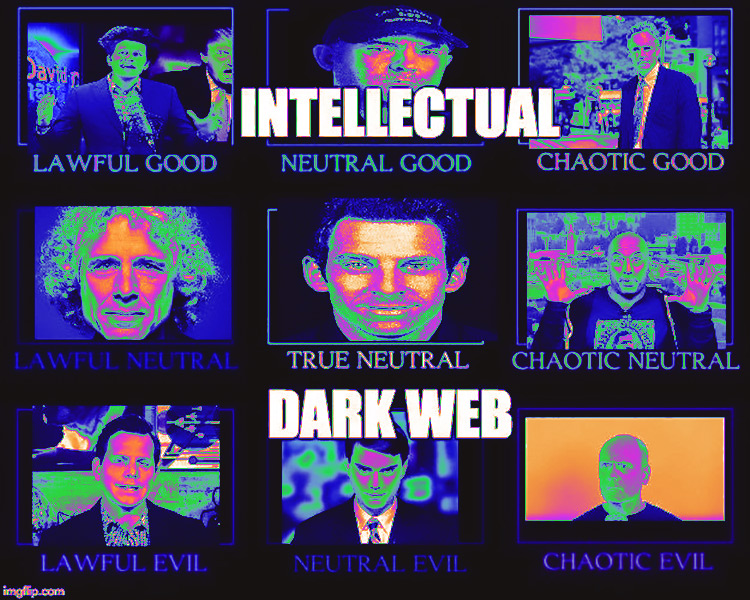 David
INTELLECTUAL
LAWFUL GOOD
NEUTRAL GOOD
CHAOTIC GOOD
LAWFUL NEUTRAL
TRUE NEUTRAL
CHAOTIC NEUTRAL
DARK WEB
LAWFUL EVIL
NEUTRAL EVIL
CHAOTIC EVIL
imgflip.com